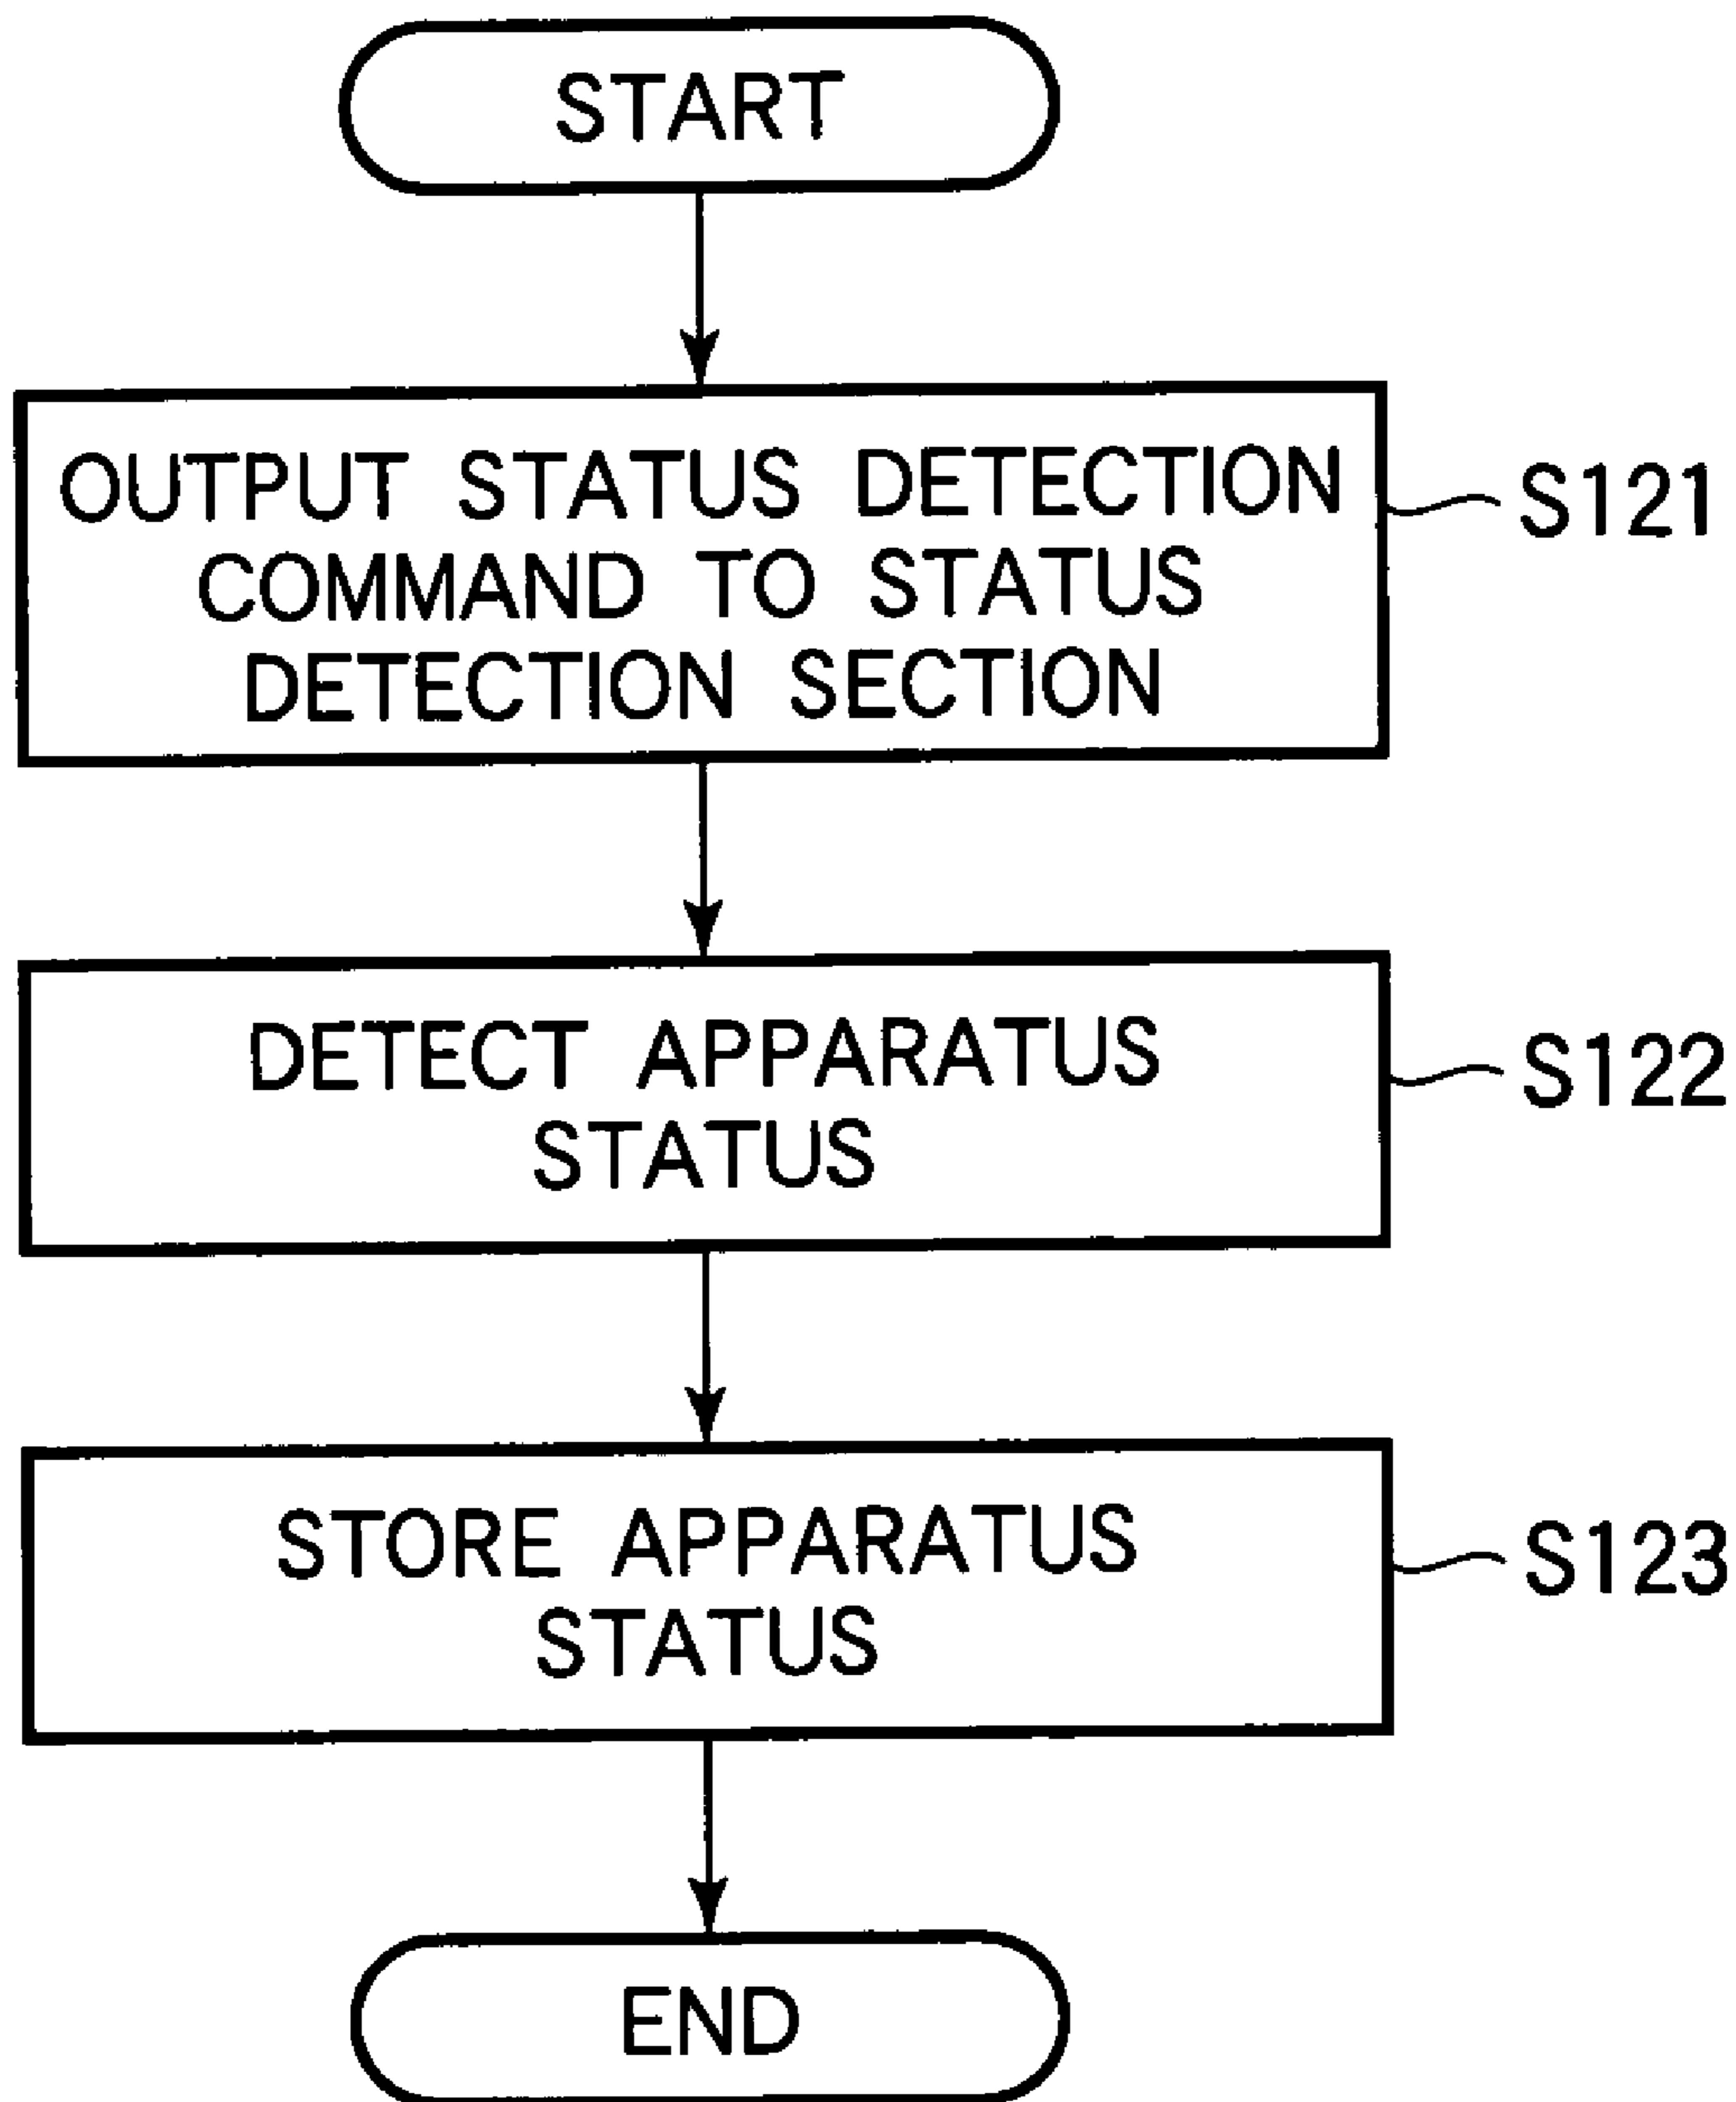 START
OUTPUT STATUS DETECTION
COMMAND TO STATUS
DETECTION SECTION
S121
DETECT APPARATUS
STATUS
S122
STORE APPARATUS
STATUS
S123
END